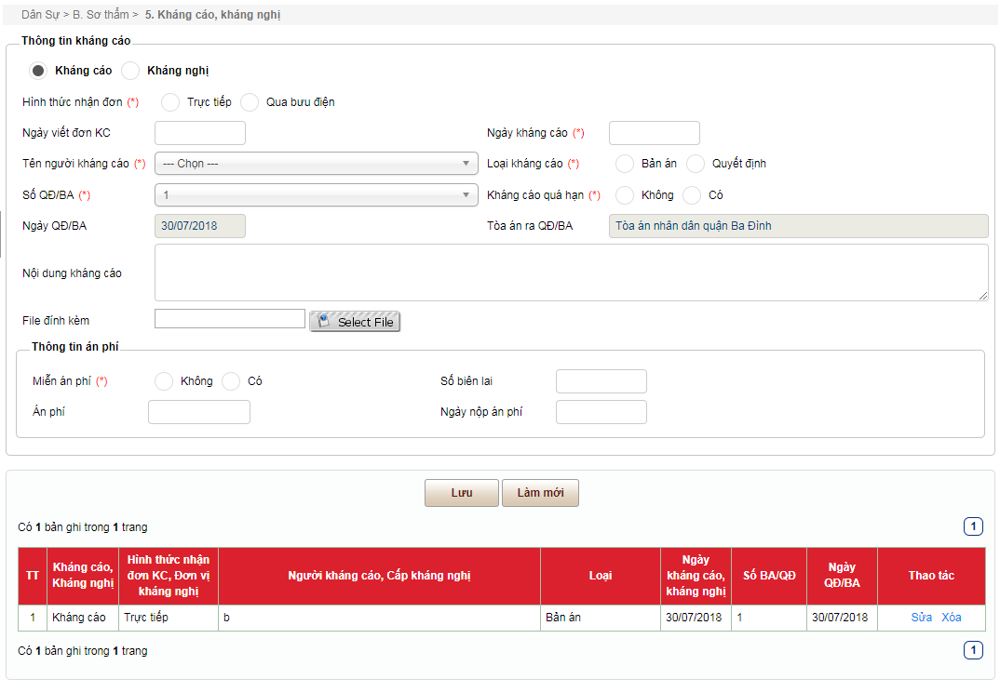 Dân Sự > B. Sơ thẩm > 5. Kháng cáo, kháng nghị
Thông tin kháng cáo
Kháng cáo Kháng nghị
Hình thức nhận đơn (*) Trực tiếp Qua bưu điện
Ngày viết đơn KC Ngày kháng cáo (*)
Tên người kháng cáo (*) --- Chọn --- Loại kháng cáo (*) Bản án Quyết định
Số QĐ/BA (*) 1 Kháng cáo quá hạn (*) Không Có
Ngày QĐ/BA 30/07/2018 Tòa án ra QĐ/BA Tòa án nhân dân quận Ba Đình
Nội dung kháng cáo
File đính kèm Select File
Thông tin án phí
Miễn án phí (*) Không Có Số biên lai
Án phí Ngày nộp án phí
Lưu Làm mới
Có 1 bản ghi trong 1 trang 1
TT Kháng cáo, Kháng nghị Hình thức nhận đơn KC, Đơn vị kháng nghị Người kháng cáo, Cấp kháng nghị Loại Ngày kháng cáo, kháng nghị Số BA/QĐ Ngày QĐ/BA Thao tác
1 Kháng cáo Trực tiếp b Bản án 30/07/2018 1 30/07/2018 Sửa Xóa
Có 1 bản ghi trong 1 trang 1